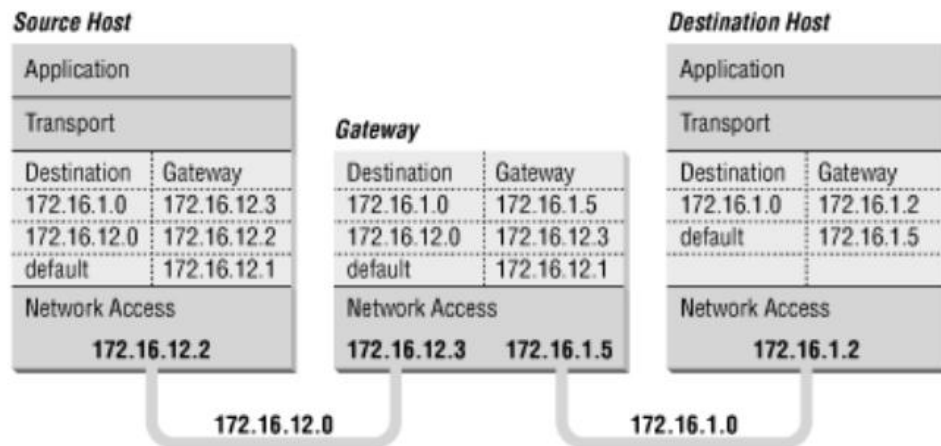 Source Host
Application
Transport
Destination Gateway
172.16.1.0 172.16.12.3
172.16.12.0 172.16.12.2
default 172.16.12.1
Network Access
172.16.12.2
Gateway
Destination Gateway
172.16.1.0 172.16.1.5
172.16.12.0 172.16.12.3
default 172.16.12.1
Network Access
172.16.12.3 172.16.1.5
Destination Host
Application
Transport
Destination Gateway
172.16.1.0 172.16.1.2
default 172.16.1.5
Network Access
172.16.1.2
172.16.12.0
172.16.1.0